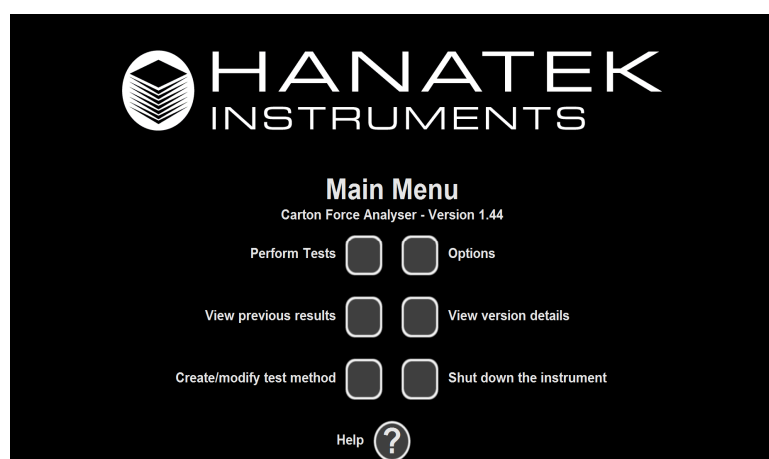 HANATEK
INSTRUMENTS
Main Menu
Carton Force Analyser - Version 1.44
Perform Tests Options
View previous results View version details
Create/modify test method Shut down the instrument
Help ?